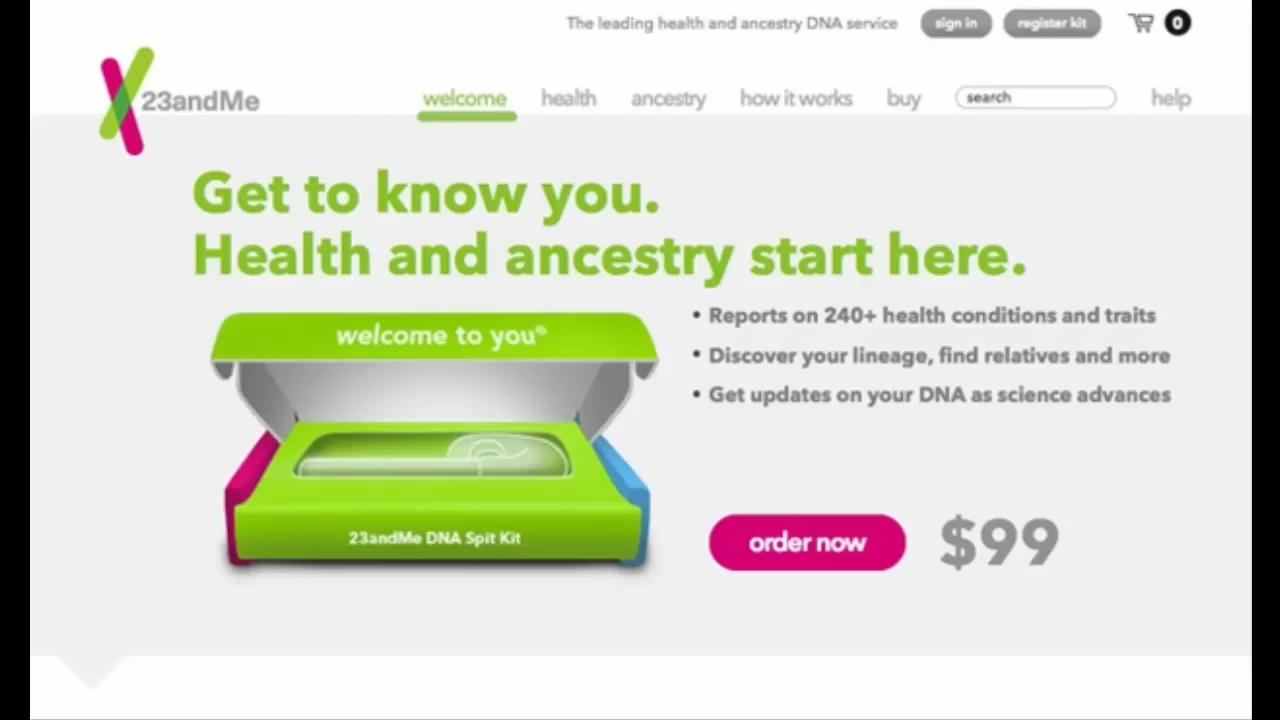 The leading health and ancestry DNA service
sign in
register kit
0
23andMe
welcome
health
ancestry
how it works
buy
search
help
Get to know you.
Health and ancestry start here.
welcome to you®
• Reports on 240+ health conditions and traits
• Discover your lineage, find relatives and more
• Get updates on your DNA as science advances
23andMe DNA Spit Kit
order now
$99